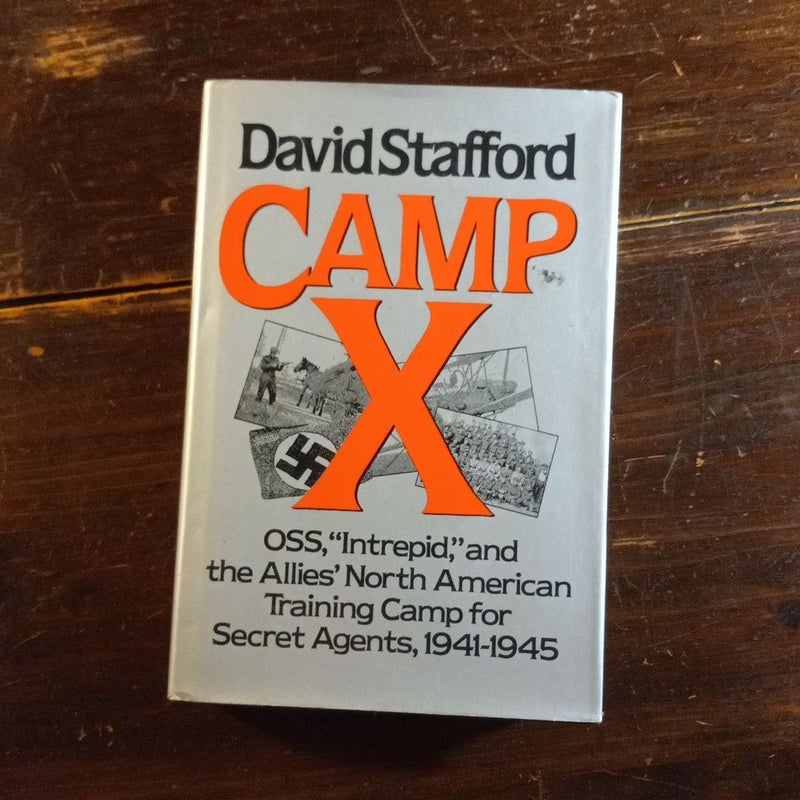 David Stafford
CAMP
X
OSS, “Intrepid,” and
the Allies’ North American
Training Camp for
Secret Agents, 1941-1945